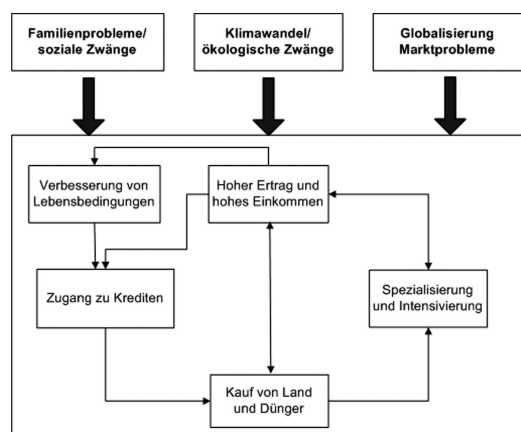 Familienprobleme/
soziale Zwänge
Klimawandel/
ökologische Zwänge
Globalisierung
Marktprobleme
Verbesserung von
Lebensbedingungen
Hoher Ertrag und
hohes Einkommen
Zugang zu Krediten
Spezialisierung
und Intensivierung
Kauf von Land
und Dünger